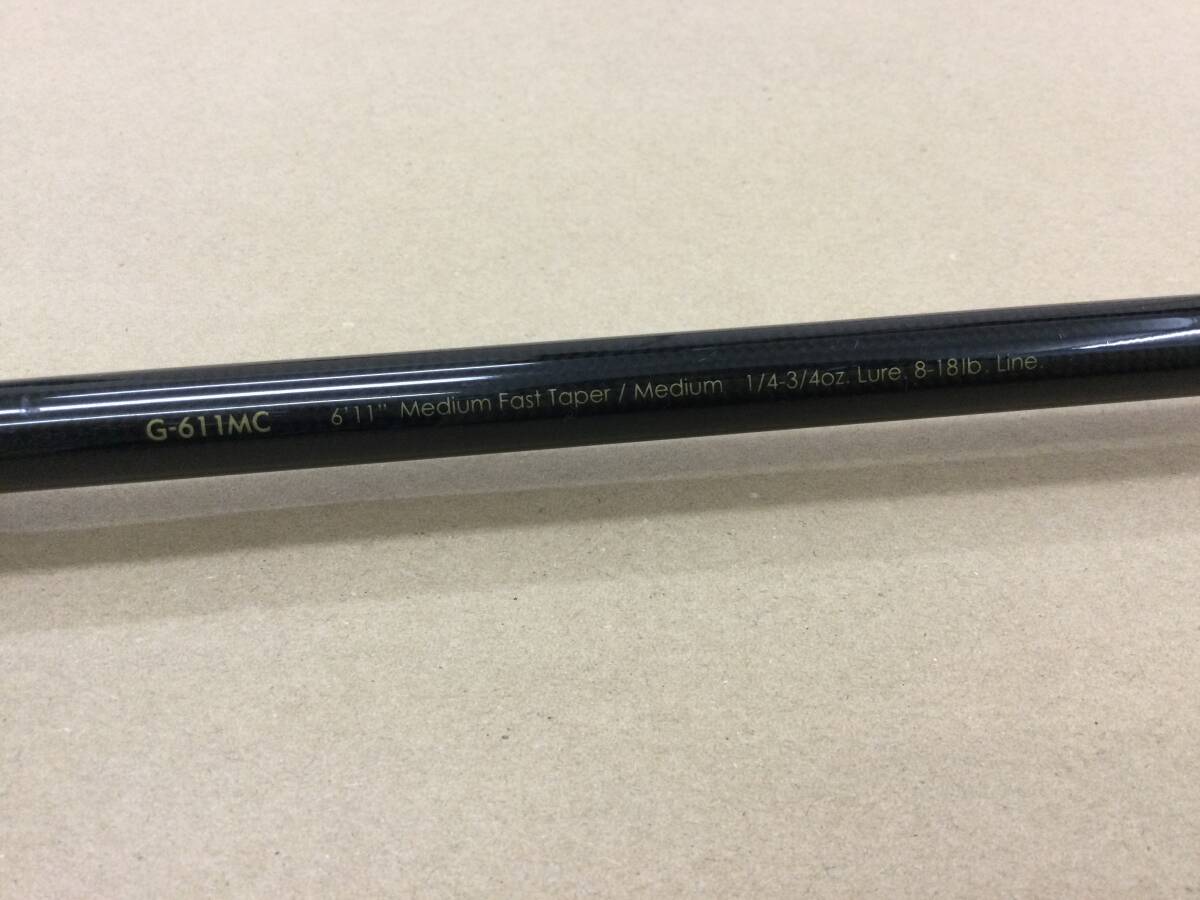 G-611MC 6'11" Medium Fast Taper / Medium 1/4-3/4oz. Lure. 8-18lb. Line.